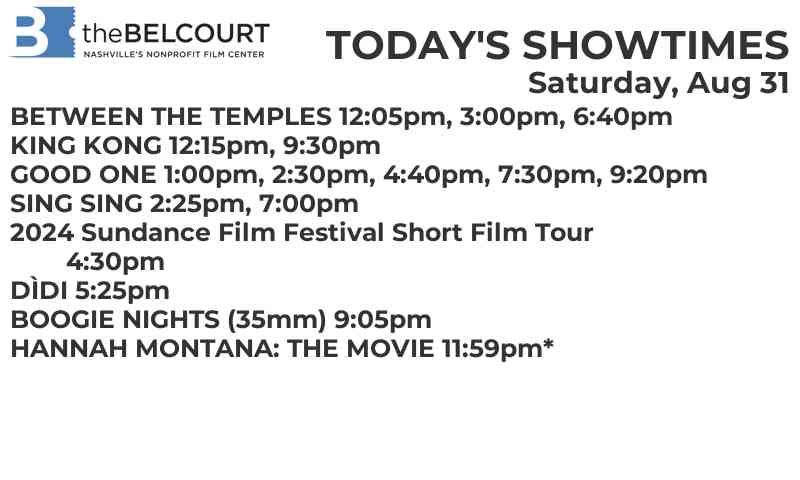 B theBELCOURT
NASHVILLE'S NONPROFIT FILM CENTER
TODAY'S SHOWTIMES
Saturday, Aug 31
BETWEEN THE TEMPLES 12:05pm, 3:00pm, 6:40pm
KING KONG 12:15pm, 9:30pm
GOOD ONE 1:00pm, 2:30pm, 4:40pm, 7:30pm, 9:20pm
SING SING 2:25pm, 7:00pm
2024 Sundance Film Festival Short Film Tour
4:30pm
DÌDI 5:25pm
BOOGIE NIGHTS (35mm) 9:05pm
HANNAH MONTANA: THE MOVIE 11:59pm*